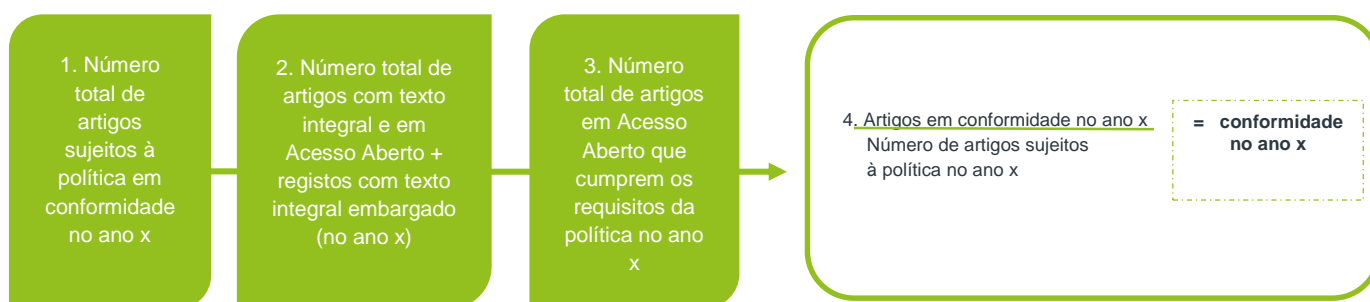 1. Número
total de
artigos
sujeitos à
política em
conformidade
no ano x
2. Número total de
artigos com texto
integral e em
Acesso Aberto +
registos com texto
integral embargado
(no ano x)
3. Número
total de artigos
em Acesso
Aberto que
cumprem os
requisitos da
política no ano
x
4. Artigos em conformidade no ano x
Número de artigos sujeitos
à política no ano x
= conformidade
no ano x